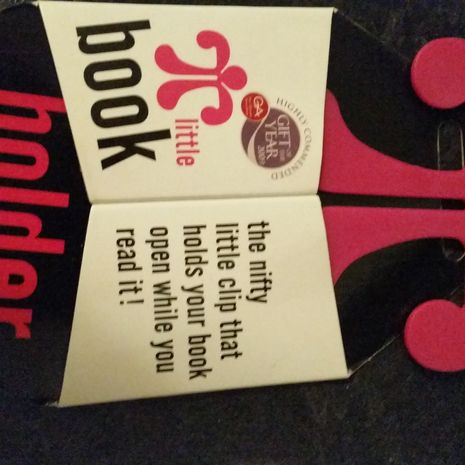 little
book
holder
HIGHLY COMMENDED
GA
GIFT OF THE YEAR
the nifty
little clip that
holds your book
open while you
read it!